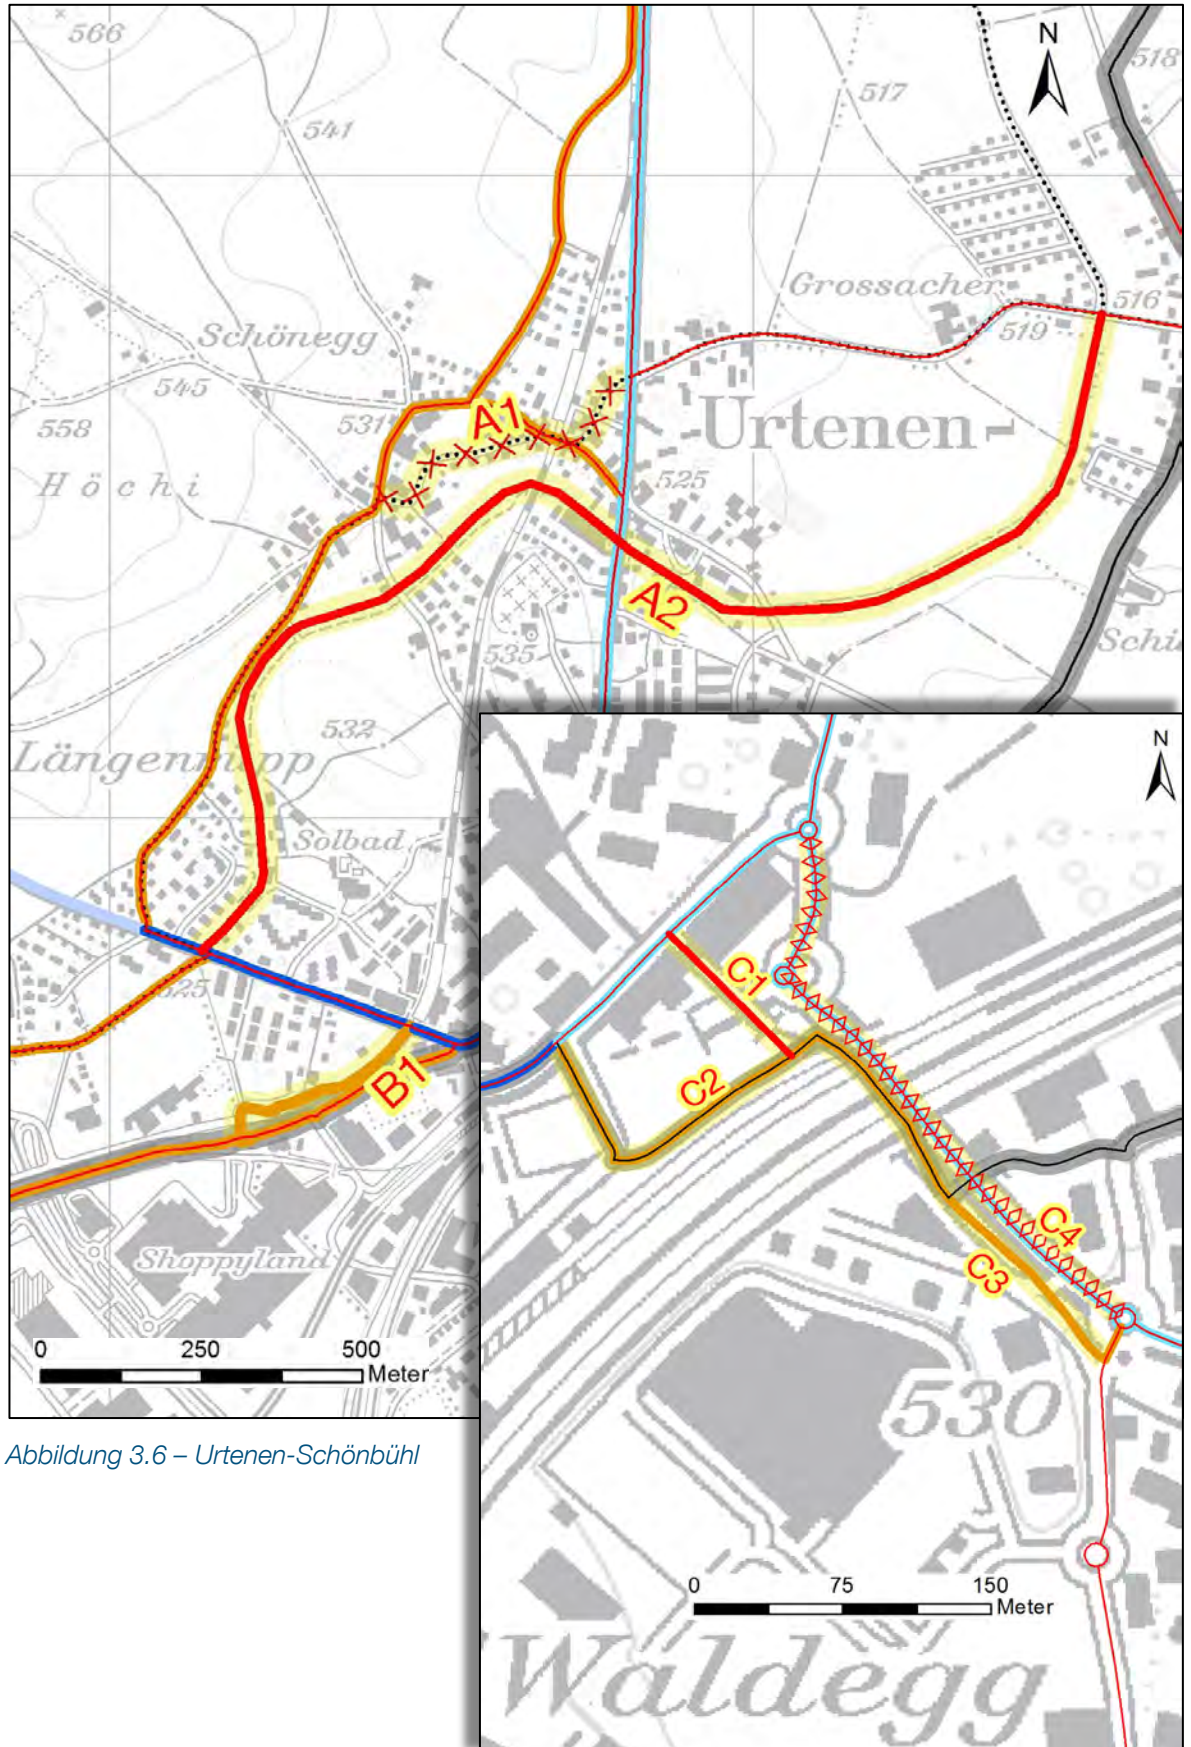 566
N
518
517
541
Grossacher
516
519
Schönegg
545
A1
558
531
Urtenen-
Höchi
525
A2
535
532
Längenrupp
Solbad
525
B1
Shoppyland
0 250 500
Meter
N
C1
C2
C4
C3
530
0 75 150
Meter
Waldegg
Abbildung 3.6 – Urtenen-Schönbühl